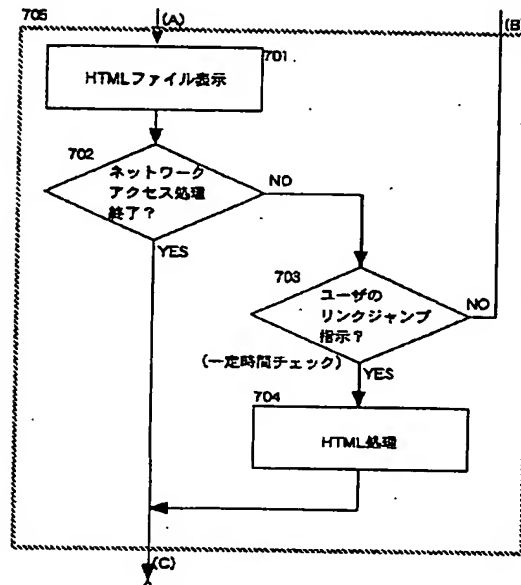 705
(A)
(B)
701
HTMLファイル表示
702
ネットワーク
アクセス処理
終了?
NO
YES
703
ユーザの
リンクジャンプ
指示?
NO
(一定時間チェック)
YES
704
HTML処理
(C)